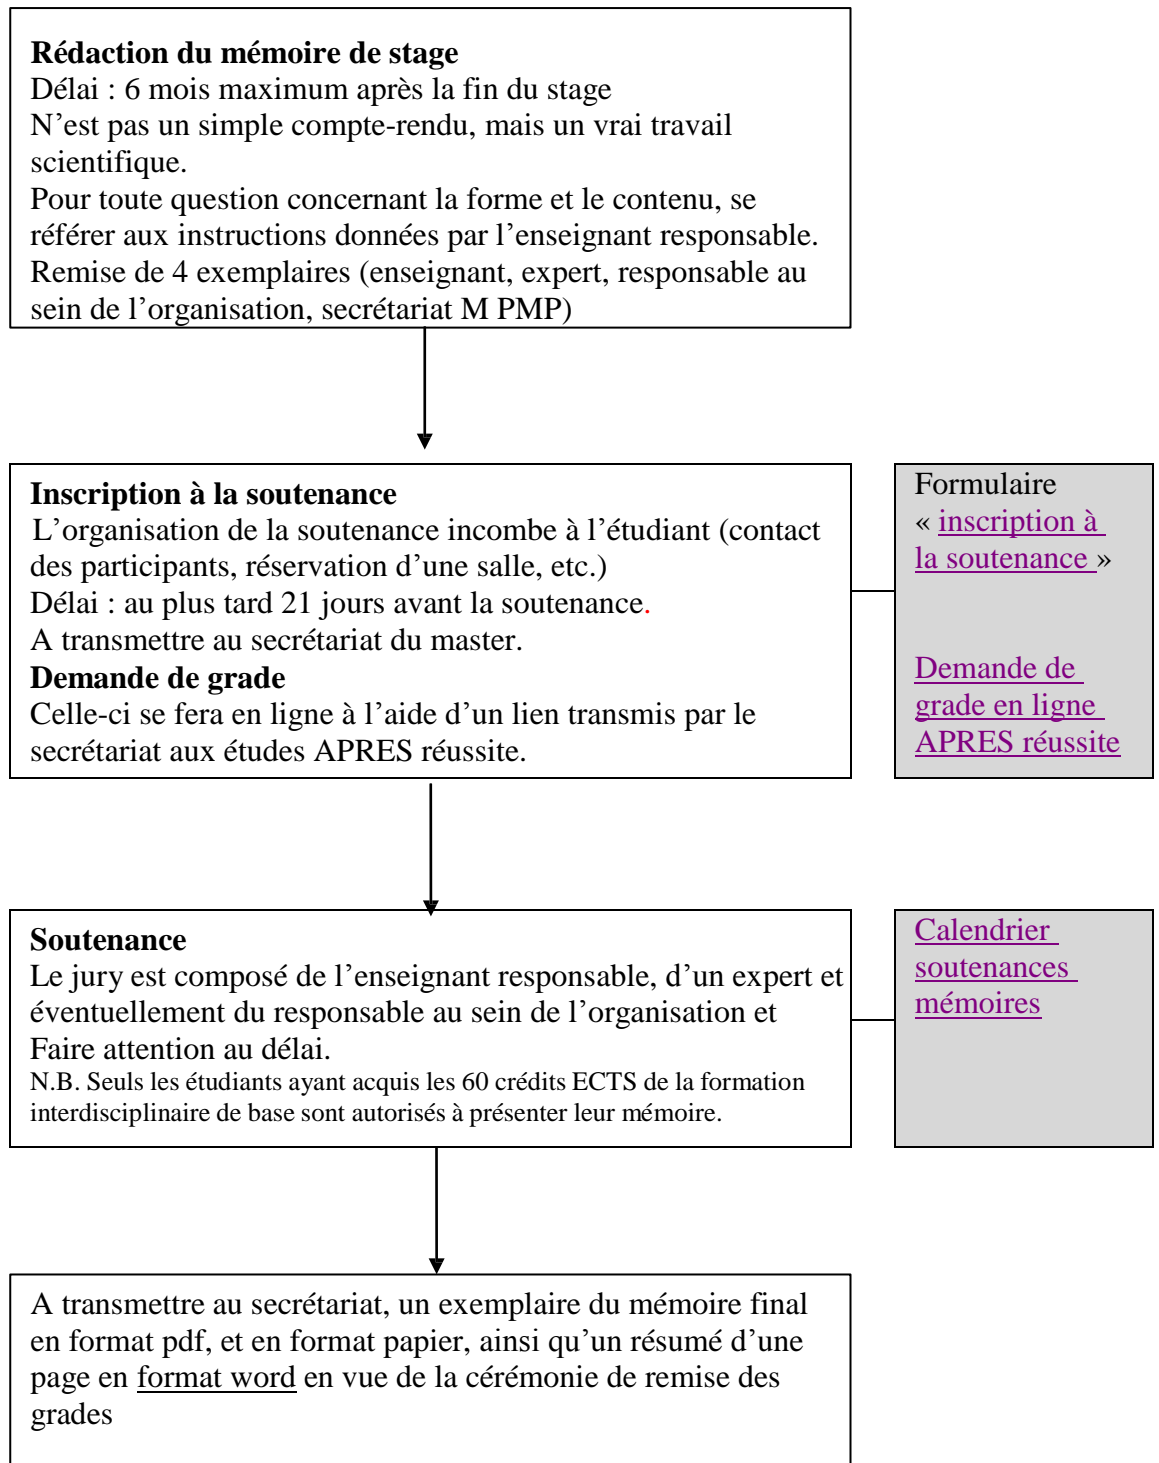 Rédaction du mémoire de stage
Délai : 6 mois maximum après la fin du stage
N’est pas un simple compte-rendu, mais un vrai travail
scientifique.
Pour toute question concernant la forme et le contenu, se
référer aux instructions données par l’enseignant responsable.
Remise de 4 exemplaires (enseignant, expert, responsable au
sein de l’organisation, secrétariat M PMP)
Inscription à la soutenance
L’organisation de la soutenance incombe à l’étudiant (contact
des participants, réservation d’une salle, etc.)
Délai : au plus tard 21 jours avant la soutenance.
A transmettre au secrétariat du master.
Demande de grade
Celle-ci se fera en ligne à l’aide d’un lien transmis par le
secrétariat aux études APRES réussite.
Formulaire
« inscription à
la soutenance »
Demande de
grade en ligne
APRES réussite
Soutenance
Le jury est composé de l’enseignant responsable, d’un expert et
éventuellement du responsable au sein de l’organisation et
Faire attention au délai.
N.B. Seuls les étudiants ayant acquis les 60 crédits ECTS de la formation
interdisciplinaire de base sont autorisés à présenter leur mémoire.
Calendrier
soutenances
mémoires
A transmettre au secrétariat, un exemplaire du mémoire final
en format pdf, et en format papier, ainsi qu’un résumé d’une
page en format word en vue de la cérémonie de remise des
grades